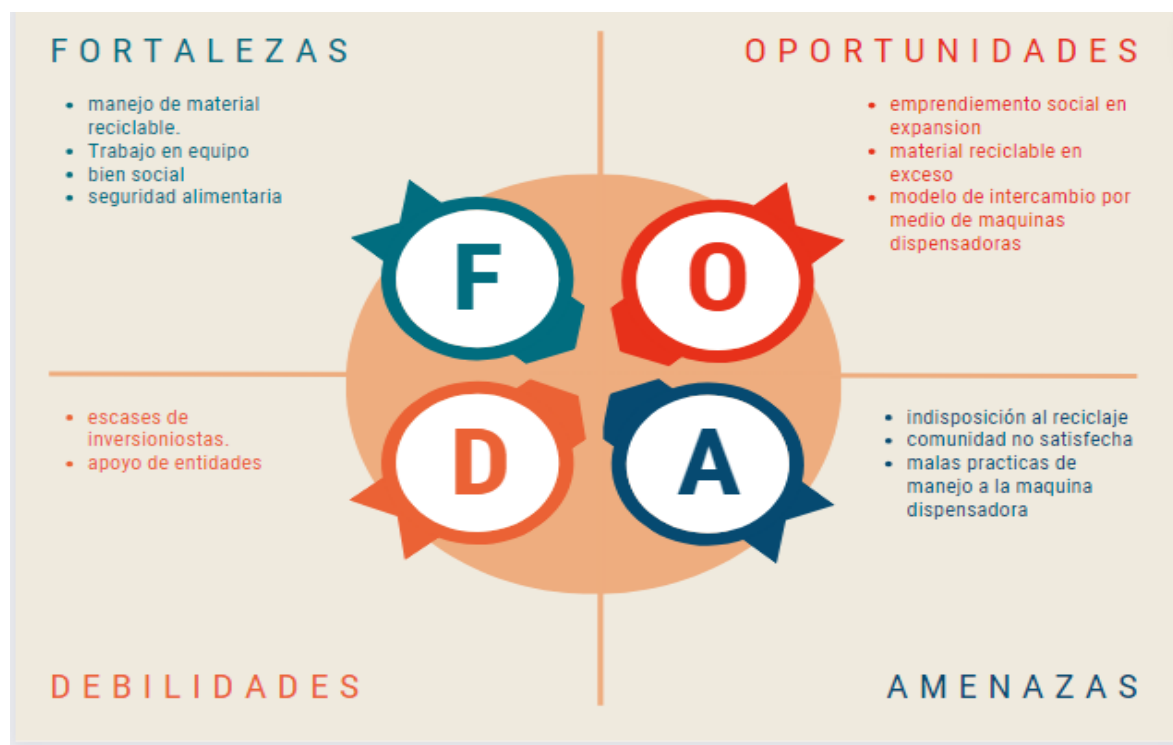 FORTALEZAS
• manejo de material
reciclable.
• Trabajo en equipo
• bien social
• seguridad alimentaria
OPORTUNIDADES
• emprendiemento social en
expansion
• material reciclable en
exceso
• modelo de intercambio por
medio de maquinas
dispensadoras
F
O
D
A
• escases de
inversioniostas.
• apoyo de entidades
DEBILIDADES
• indisposición al reciclaje
• comunidad no satisfecha
• malas practicas de
manejo a la maquina
dispensadora
AMENAZAS